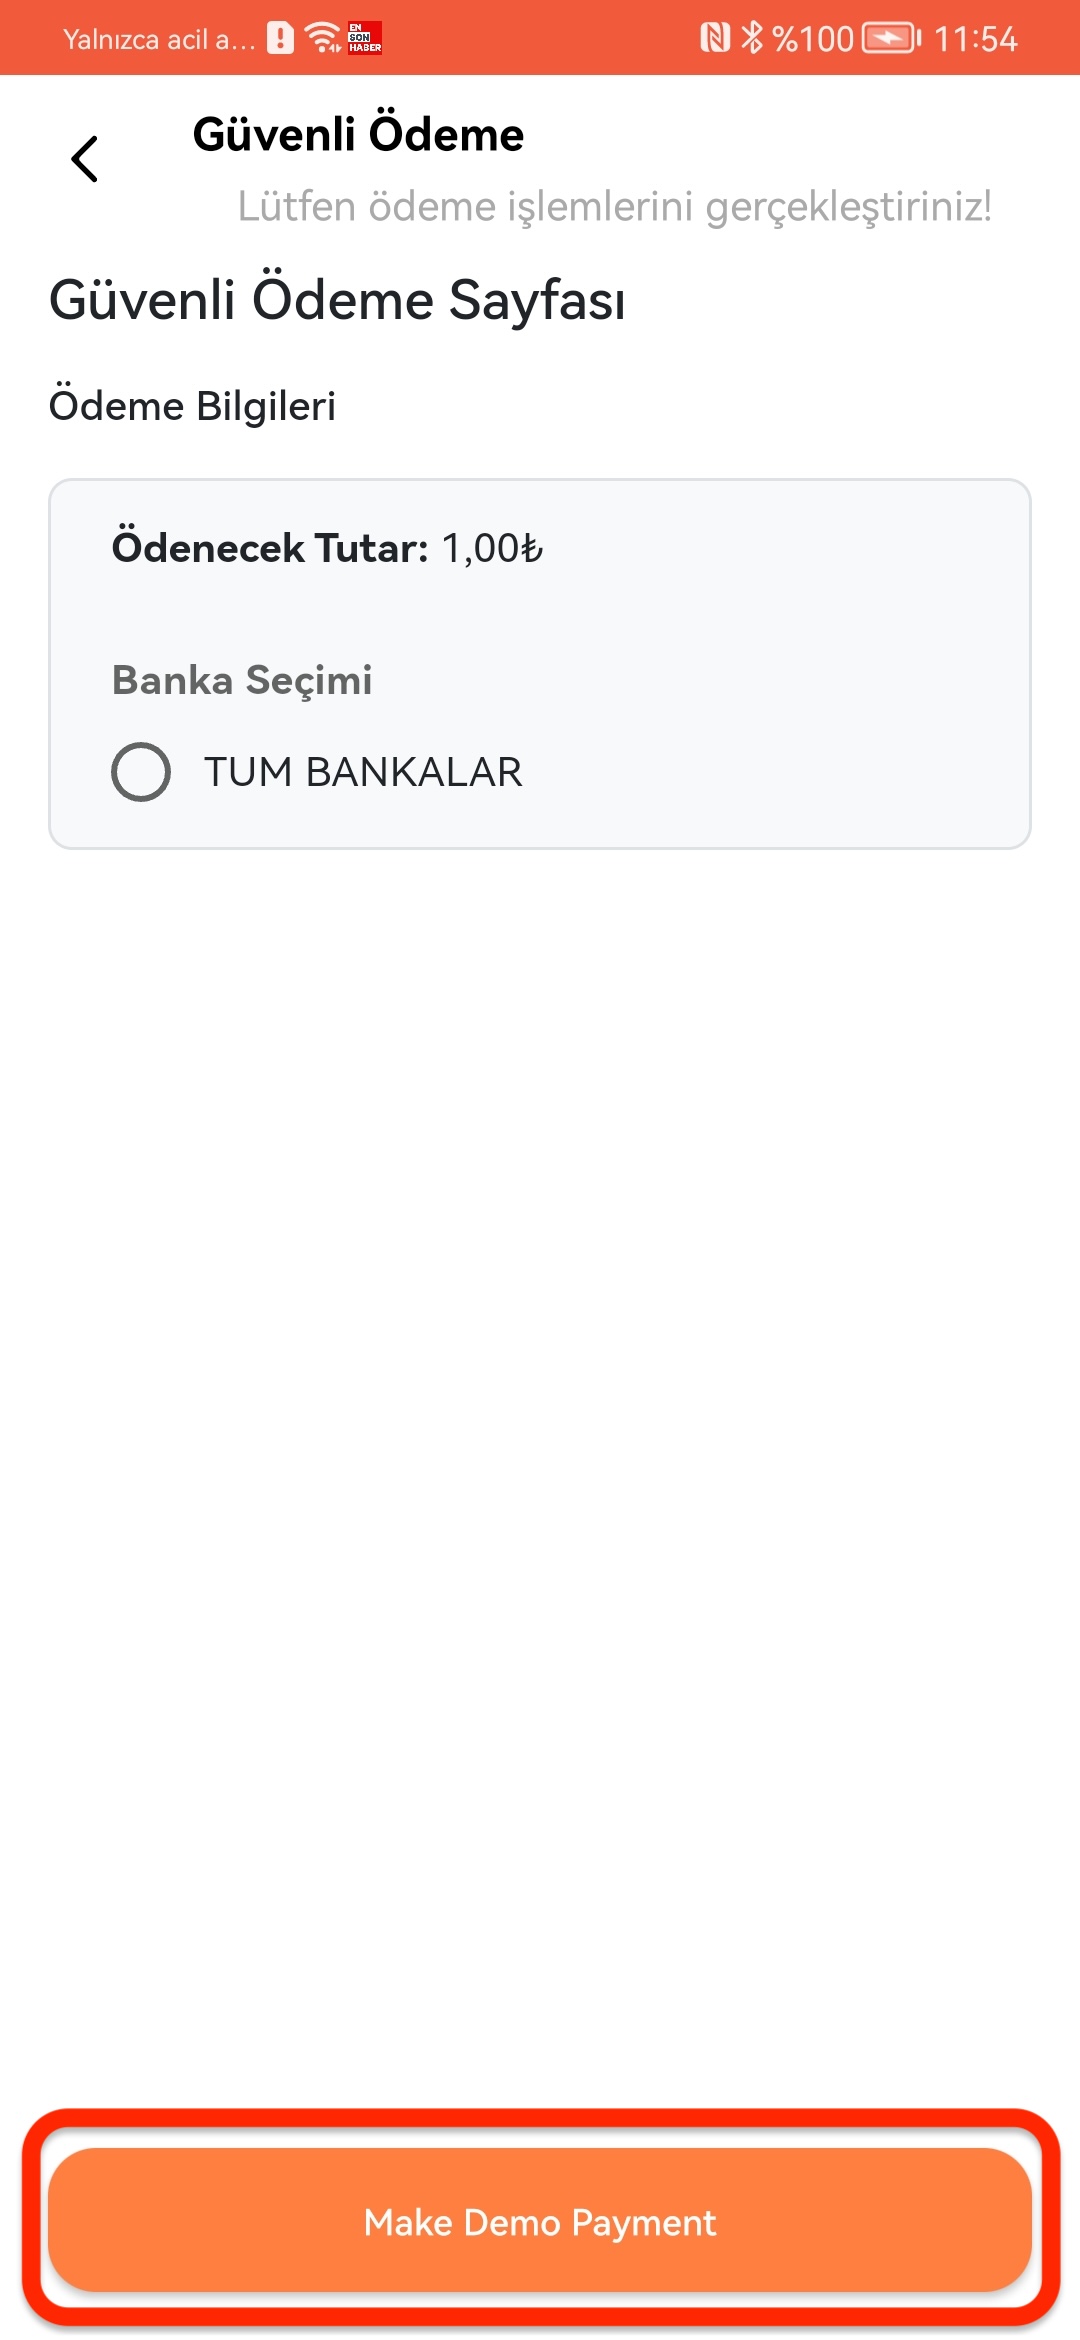 Yalnızca acil a... EN SON HABER %100 11:54
Güvenli Ödeme
Lütfen ödeme işlemlerini gerçekleştiriniz!
Güvenli Ödeme Sayfası
Ödeme Bilgileri
Ödenecek Tutar: 1,00₺
Banka Seçimi
TUM BANKALAR
Make Demo Payment